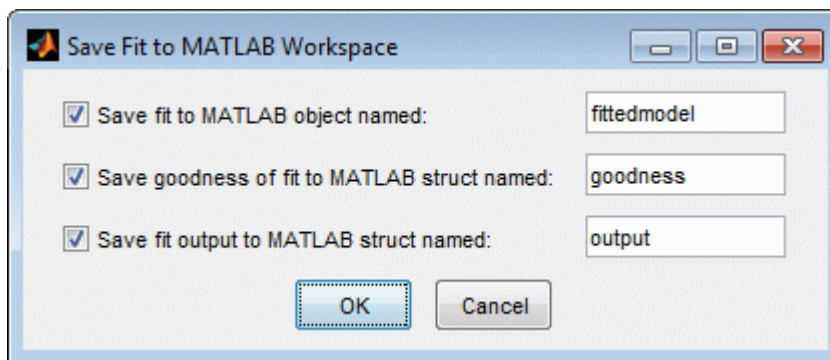 Save Fit to MATLAB Workspace
Save fit to MATLAB object named: fittedmodel
Save goodness of fit to MATLAB struct named: goodness
Save fit output to MATLAB struct named: output
OK Cancel